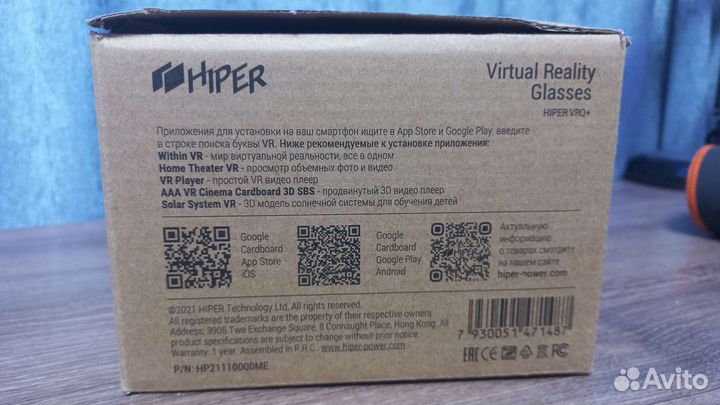 HIPER
Virtual Reality
Glasses
HIPER VRQ+
Приложения для установки на ваш смартфон ищите в App Store и Google Play, введите
в строке поиска буквы VR. Ниже рекомендуемые к установке приложения:
Within VR - мир виртуальной реальности, все в одном
Home Theater VR - просмотр объемных фото и видео
VR Player - простой VR видео плеер
AAA VR Cinema Cardboard 3D SBS - продвинутый 3D видео плеер
Solar System VR - 3D модель солнечной системы для обучения детей
Google
Cardboard
App Store
iOS
Google
Cardboard
Google Play
Android
Актуальную
информацию
о товарах смотрите
на нашем сайте
hiper-power.com
©2021 HIPER Technology Ltd. All rights reserved.
All registered trademarks are the property of their respective owners
Address: 3905 Two Exchange Square, 8 Connaught Place, Hong Kong. All
product specifications are subject to change without prior notice.
Warranty: 1 year. Assembled in P.R.C. www.hiper-power.com
P/N: HP21110000ME
7 930051 471487
EAC CE
Avito